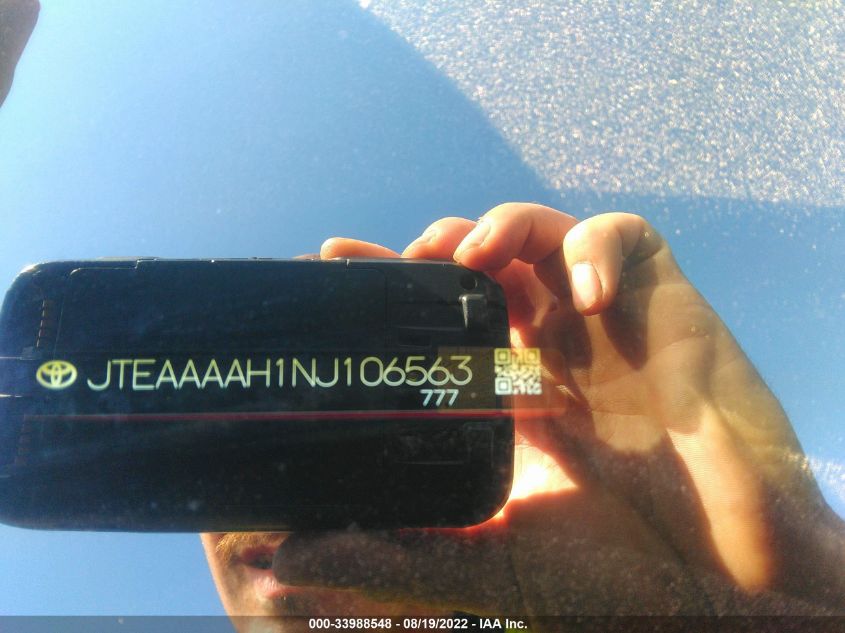 JTEAAAAH1NJ106563
777
000-33988548 - 08/19/2022 - IAA Inc.